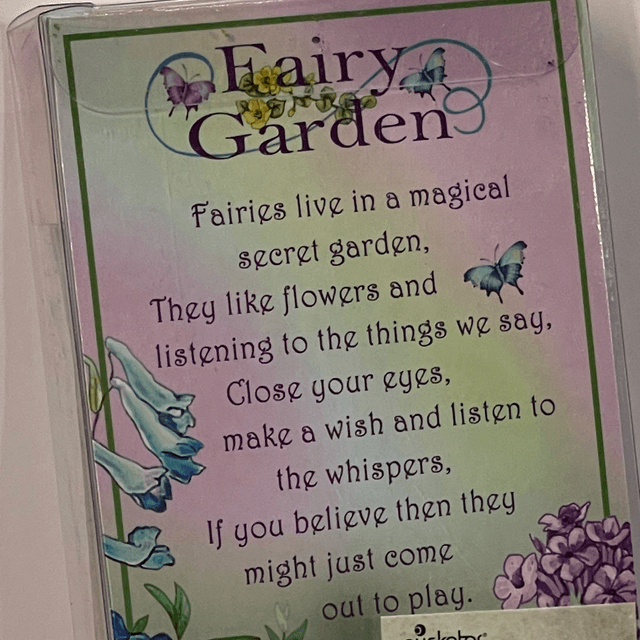 Fairy
Garden
Fairies live in a magical
secret garden,
They like flowers and
listening to the things we say,
Close your eyes,
make a wish and listen to
the whispers,
If you believe then they
might just come
out to play.